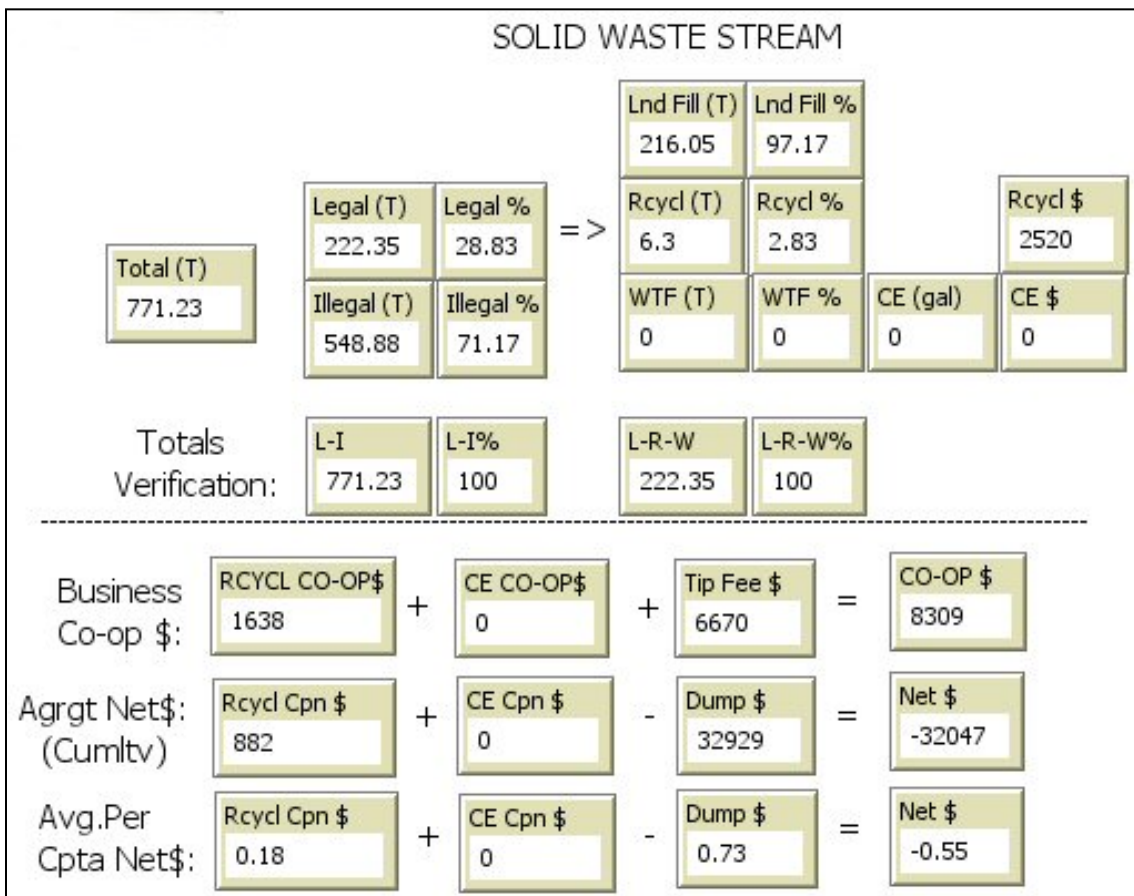 SOLID WASTE STREAM
Lnd Fill (T) Lnd Fill %
216.05 97.17
Legal (T) Legal % => Rcycl (T) Rcycl % Rcycl $
222.35 28.83 6.3 2.83 2520
Total (T)
771.23
Illegal (T) Illegal % WTF (T) WTF % CE (gal) CE $
548.88 71.17 0 0 0 0
Totals
Verification:
L-I L-I% L-R-W L-R-W%
771.23 100 222.35 100
Business
Co-op $:
RCYCL CO-OP$ + CE CO-OP$ + Tip Fee $ = CO-OP $
1638 0 6670 8309
Agrgt Net$:
(Cumltv)
Rcycl Cpn $ + CE Cpn $ - Dump $ = Net $
882 0 32929 -32047
Avg.Per
Cpta Net$:
Rcycl Cpn $ + CE Cpn $ - Dump $ = Net $
0.18 0 0.73 -0.55